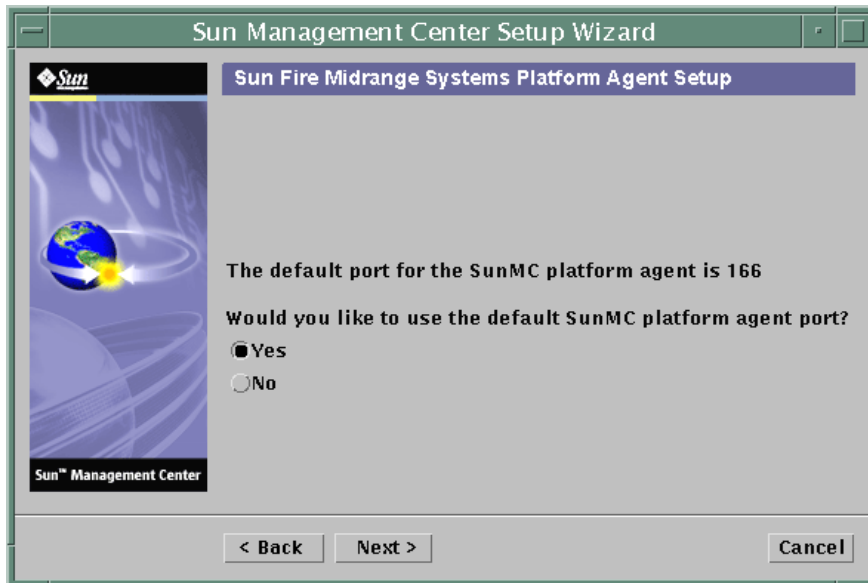 Sun Management Center Setup Wizard
Sun
Sun Fire Midrange Systems Platform Agent Setup
The default port for the SunMC platform agent is 166
Would you like to use the default SunMC platform agent port?
Yes
No
Sun™ Management Center
< Back Next > Cancel